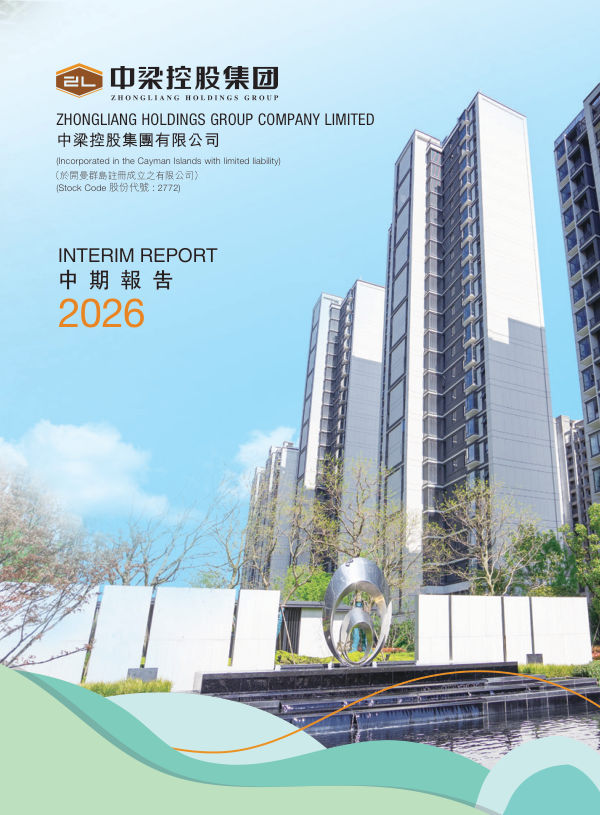 中梁控股集团
ZHONGLIANG HOLDINGS GROUP
ZHONGLIANG HOLDINGS GROUP COMPANY LIMITED
中梁控股集團有限公司
(Incorporated in the Cayman Islands with limited liability)
(於開曼群島註冊成立之有限公司)
(Stock Code 股份代號 : 2772)
INTERIM REPORT
中期報告
2026